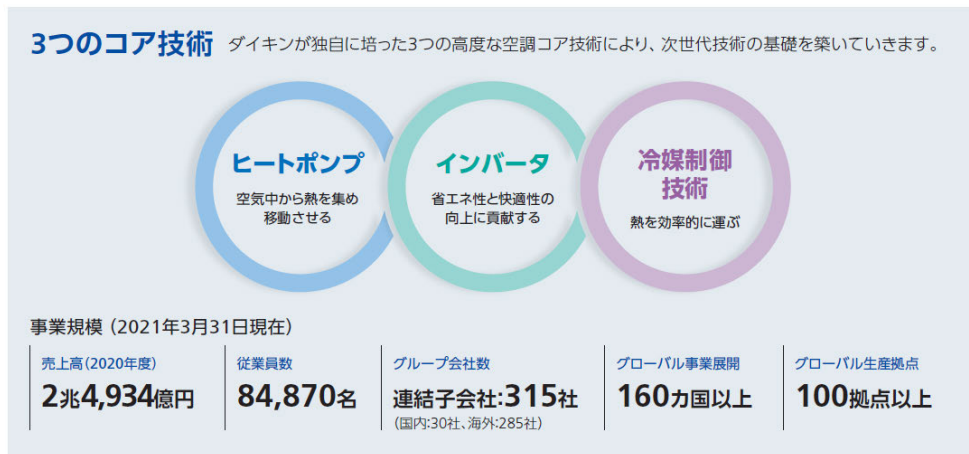 3つのコア技術 ダイキンが独自に培った3つの高度な空調コア技術により、次世代技術の基礎を築いていきます。
ヒートポンプ
空気中から熱を集め
移動させる
インバータ
省エネ性と快適性の
向上に貢献する
冷媒制御
技術
熱を効率的に運ぶ
事業規模（2021年3月31日現在）
売上高(2020年度)
2兆4,934億円
従業員数
84,870名
グループ会社数
連結子会社:315社
(国内:30社、海外:285社)
グローバル事業展開
160カ国以上
グローバル生産拠点
100拠点以上